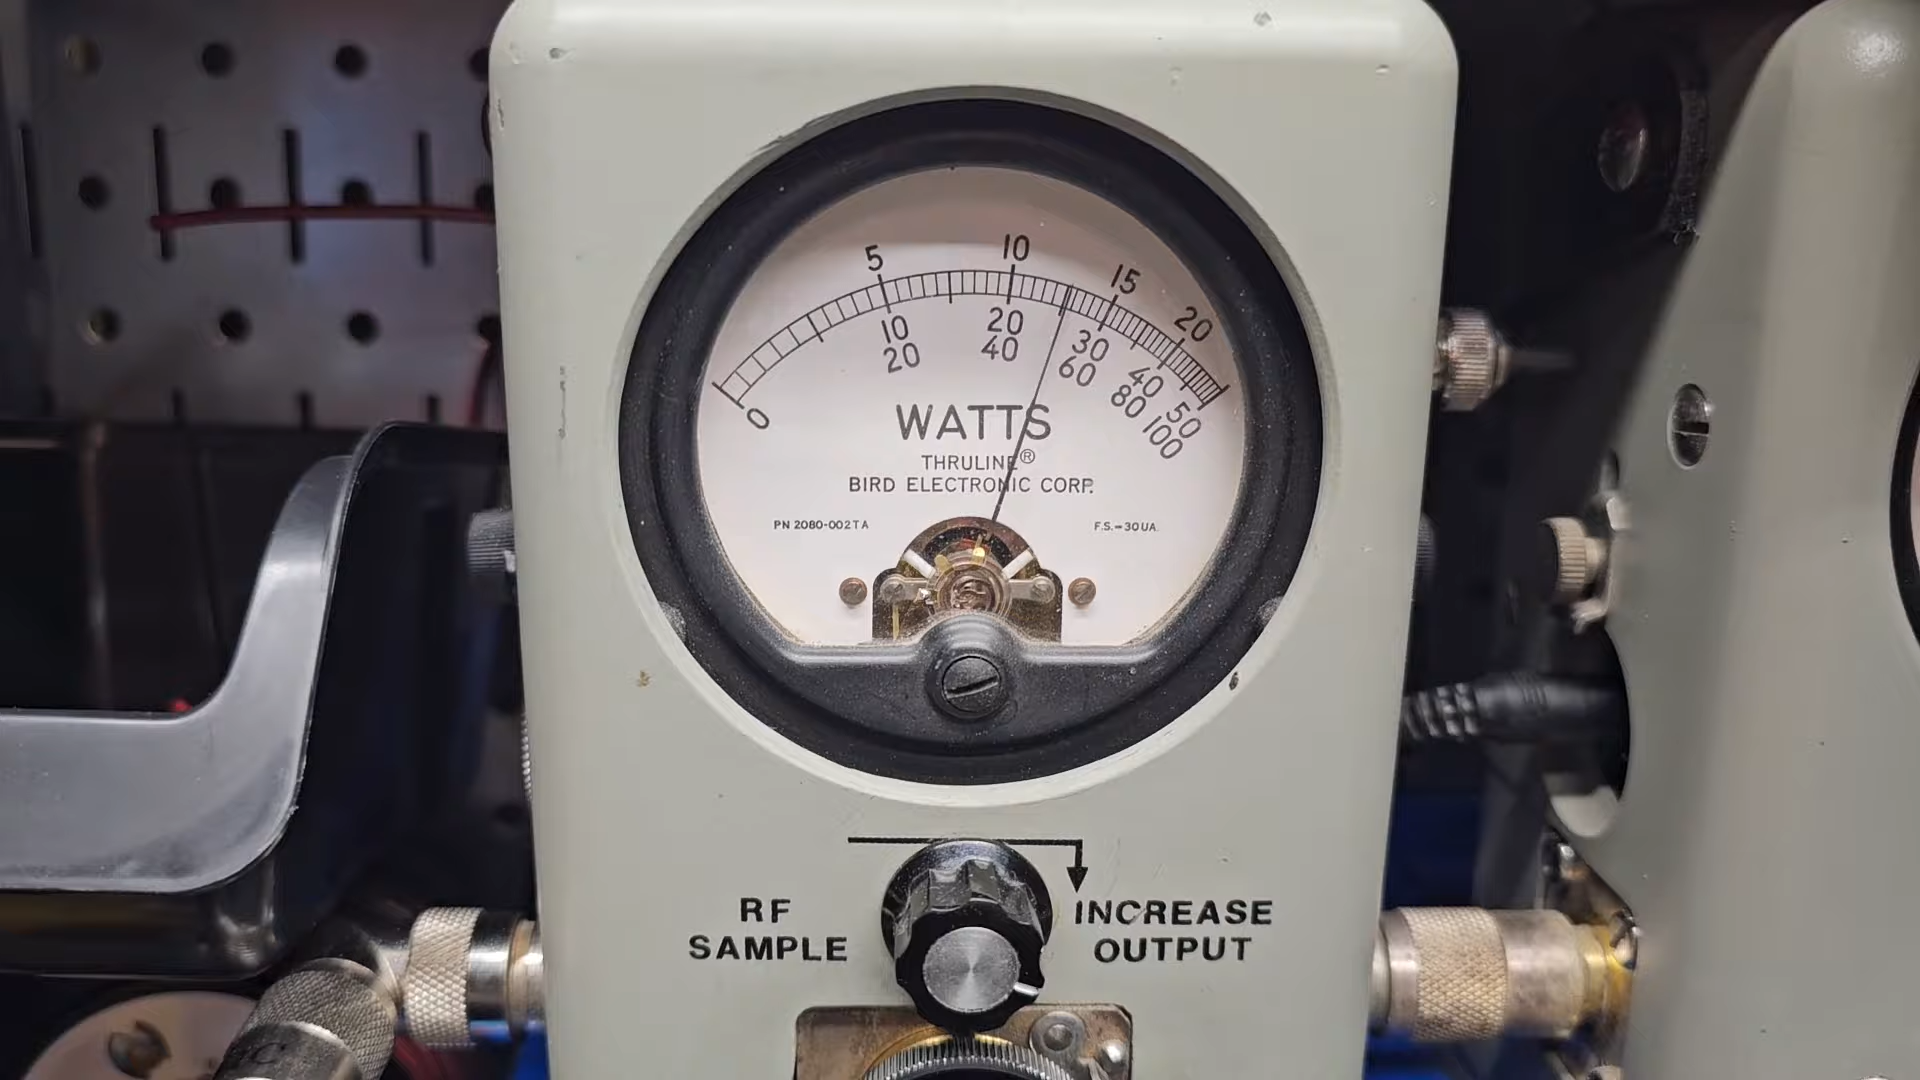 5 10 15 20
0 10 20 30 40 50
20 40 60 80 100
WATTS
THRULINE®
BIRD ELECTRONIC CORP.
PN 2080-002TA
F.S.=30UA.
RF
SAMPLE
INCREASE
OUTPUT